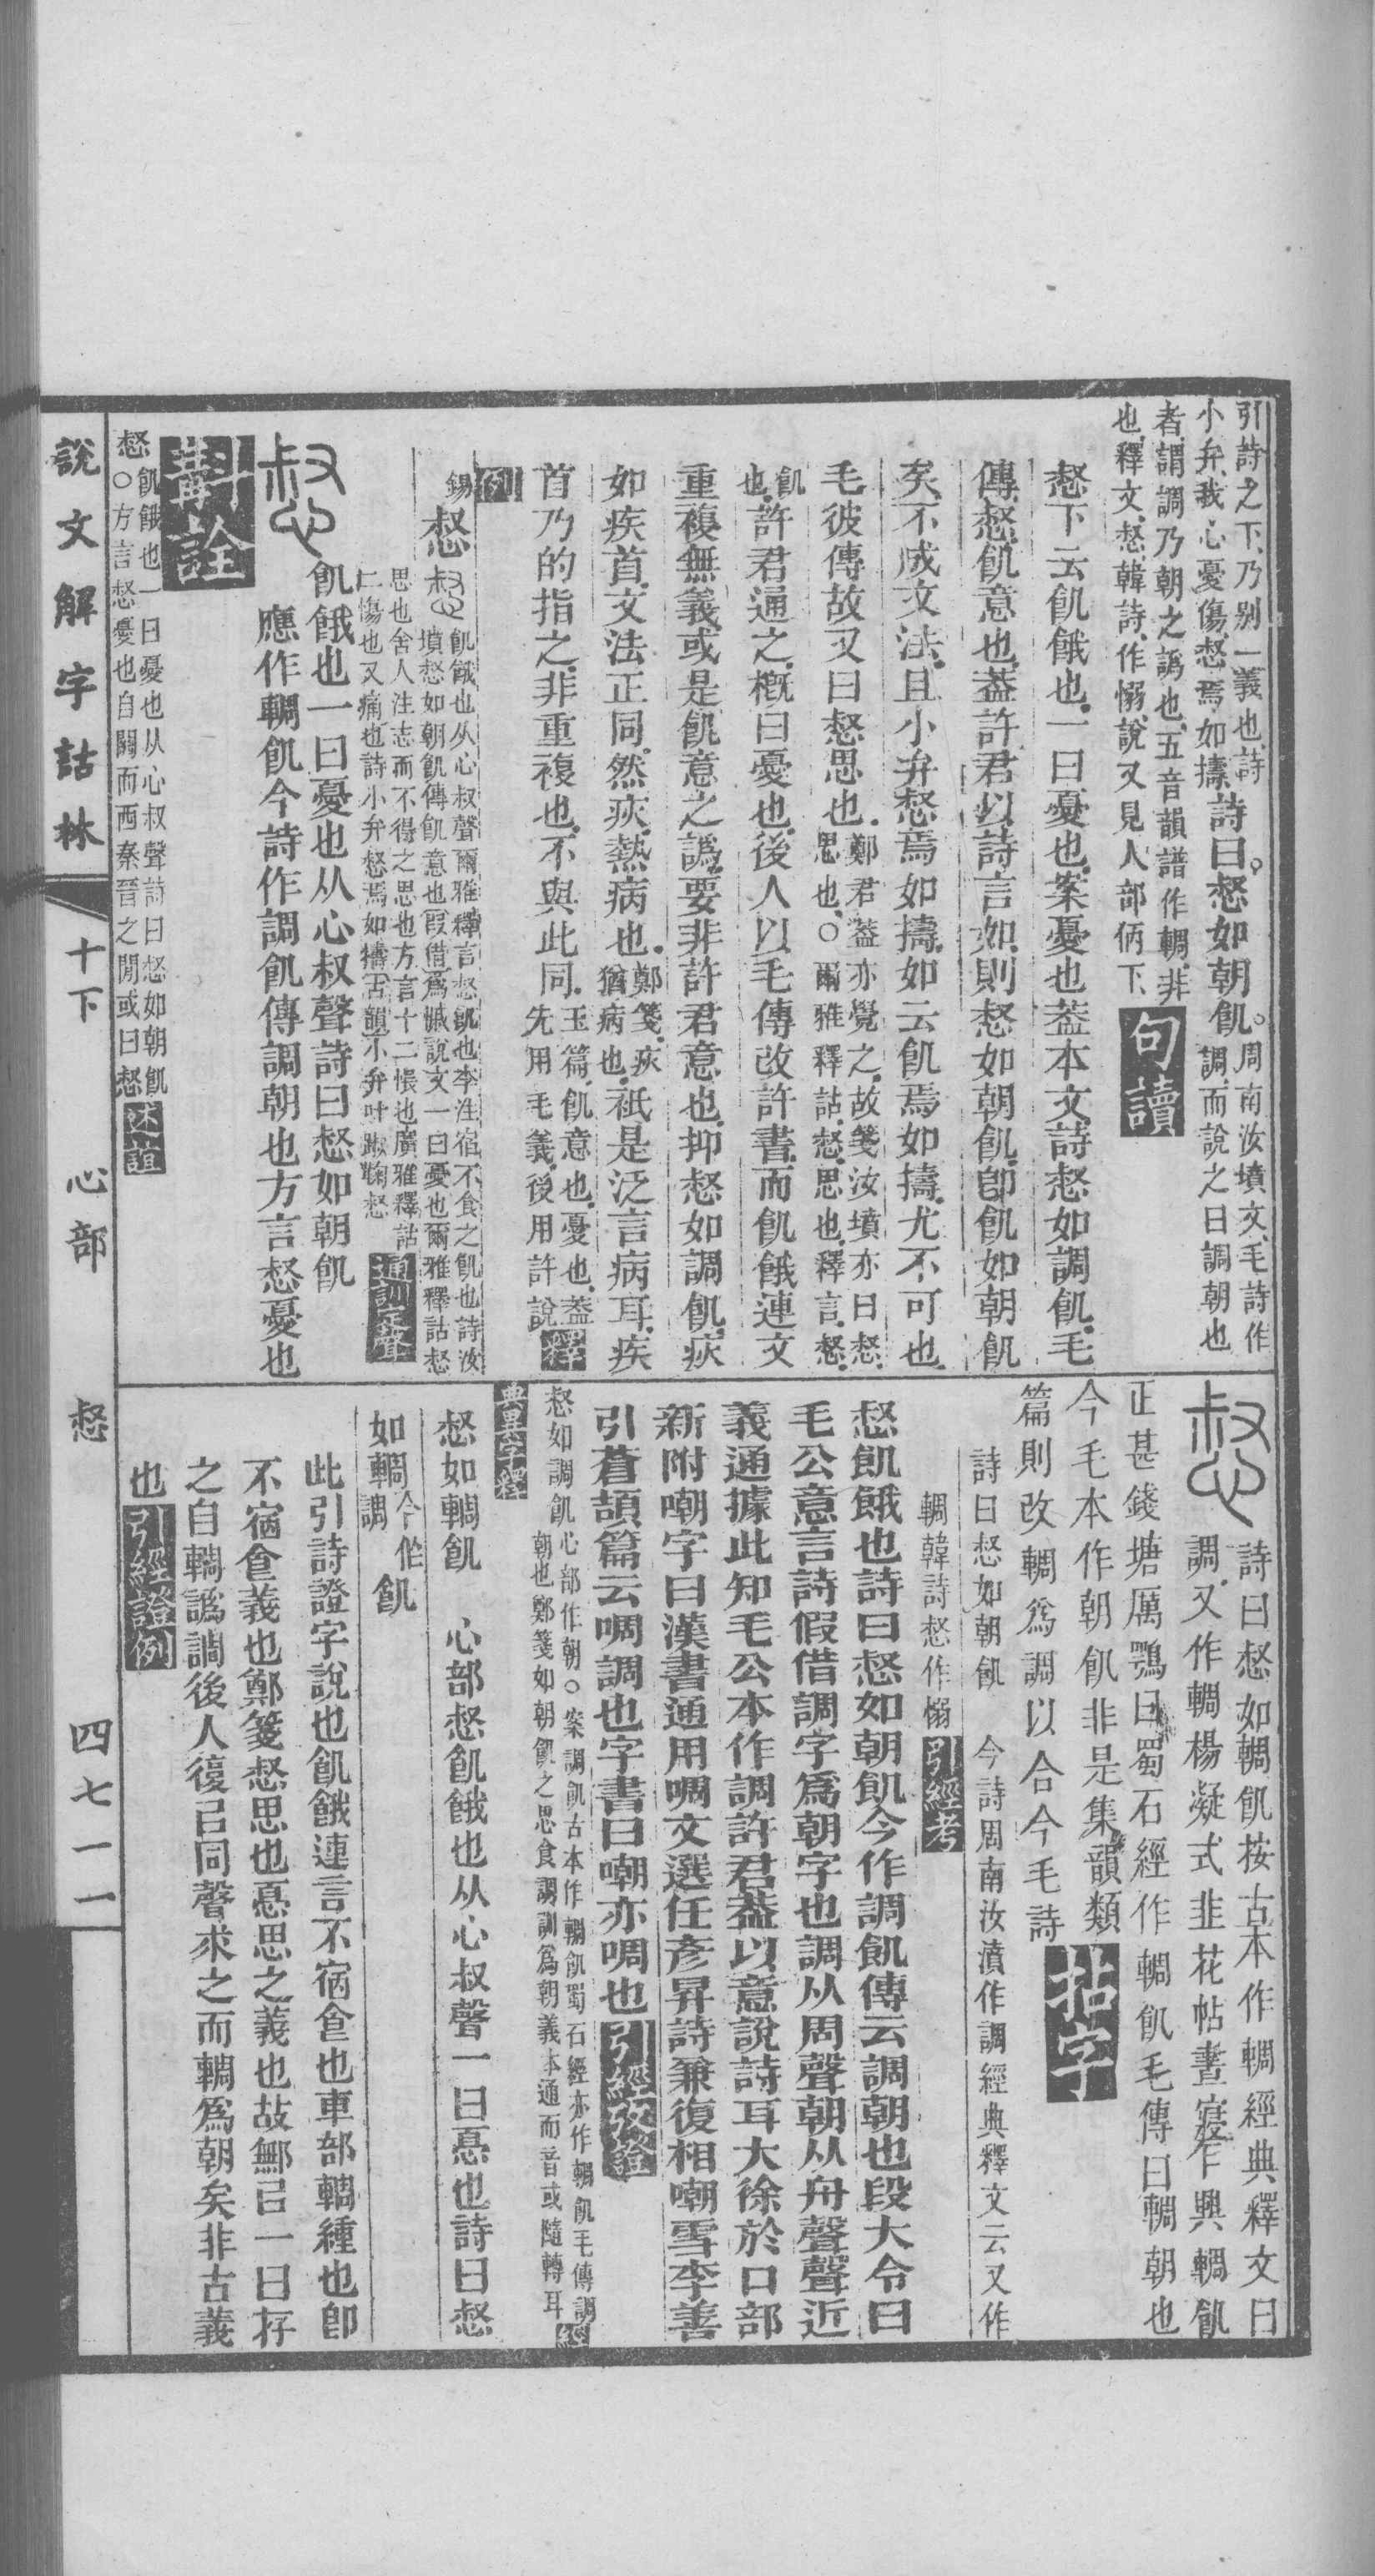 引詩之下、乃別一義也、詩
小弁、我心憂傷、惄焉如擣、詩曰。惄如朝飢。周南汝墳文、毛詩作
調、而說之曰調朝也
者、謂調乃朝之譌也、五音韻譜作輖、非
也、釋文、惄、韓詩、作愵、說又見人部㑂下、句讀
惄下云飢餓也、一曰憂也、案憂也蓋本文、詩惄如調飢、毛
傳、惄飢意也、蓋許君以詩言如、則惄如朝飢、卽飢如朝飢
矣、不成文法、且小弁惄焉如擣、如云飢焉如擣、尤不可也、
毛彼傳、故又曰惄思也、鄭君蓋亦覺之、故箋汝墳亦曰惄、
思也、○爾雅釋詁、惄、思也、釋言、惄、
飢也、許君通之、槪曰憂也、後人以毛傳改許書、而飢餓連文
重複無義、或是飢意之譌、要非許君意也、抑惄如調飢、疢
如疾首、文法正同、然疢、熱病也、鄭箋、疢猶病也、祇是泛言病耳、疾
首乃的指之、非重複也、不與此同、玉篇、飢意也、憂也、蓋
先用毛義、後用許說、釋
例
錫惄飢餓也从心叔聲爾雅釋言惄飢也李注宿不食之飢也詩汝
墳惄如朝飢傳飢意也叚借爲慽說文一曰憂也爾雅釋詁惄
思也舍人注志而不得之思也方言十二悵也廣雅釋詁
二傷也又痛也詩小弁惄焉如擣古韻小弁叶踧鞫惄通訓定聲
飢餓也一曰憂也从心叔聲詩曰惄如朝飢
應作輖飢今詩作調飢傳調朝也方言惄憂也
斠詮
惄飢餓也一曰憂也从心叔聲詩曰惄如朝飢
○方言惄憂也自關而西秦晉之閒或曰惄述誼
說文解字詁林
十下
心部
惄
四七一一
詩曰惄如輖飢按古本作輖經典釋文曰
調、又作輖楊凝式韭花帖晝寢乍興輖飢
正甚錢塘厲鶚曰蜀石經作輖飢毛傳曰輖朝也
今毛本作朝飢非是集韻類
篇則改輖爲調以合今毛詩拈字
詩曰惄如朝飢 今詩周南汝濆作調經典釋文云又作
輖韓詩惄作愵引經考
惄飢餓也詩曰惄如朝飢今作調飢傳云調朝也段大令曰
毛公意言詩假借調字爲朝字也調从周聲朝从舟聲聲近
義通據此知毛公本作調許君蓋以意說詩耳大徐於口部
新附嘲字曰漢書通用啁文選任彥昇詩兼復相嘲雪李善
引蒼頡篇云啁調也字書曰嘲亦啁也引經攷證
惄如調飢心部作朝○案調飢古本作輖飢蜀石經亦作輖飢毛傳調
朝也鄭箋如朝飢之思食調訓爲朝義本通而音或隨轉耳經
典異字釋
惄如輖飢 心部惄飢餓也从心叔聲一曰惪也詩曰惄
如輖今作調飢
此引詩證字說也飢餓連言不宿食也車部輖䡴也卽
不宿食義也鄭箋惄思也惪思之義也故鄦㠯一曰存
之自輖譌調後人復㠯同聲求之而輖爲朝矣非古義
也引經證例